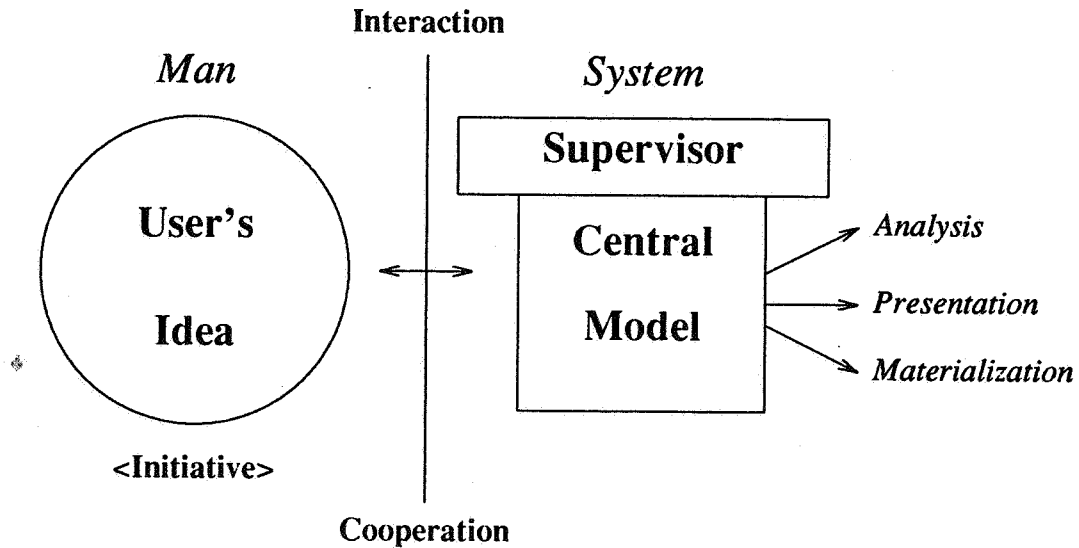 Interaction
Man
System
Supervisor
User's
Idea
Central
Model
Analysis
Presentation
Materialization
<Initiative>
Cooperation